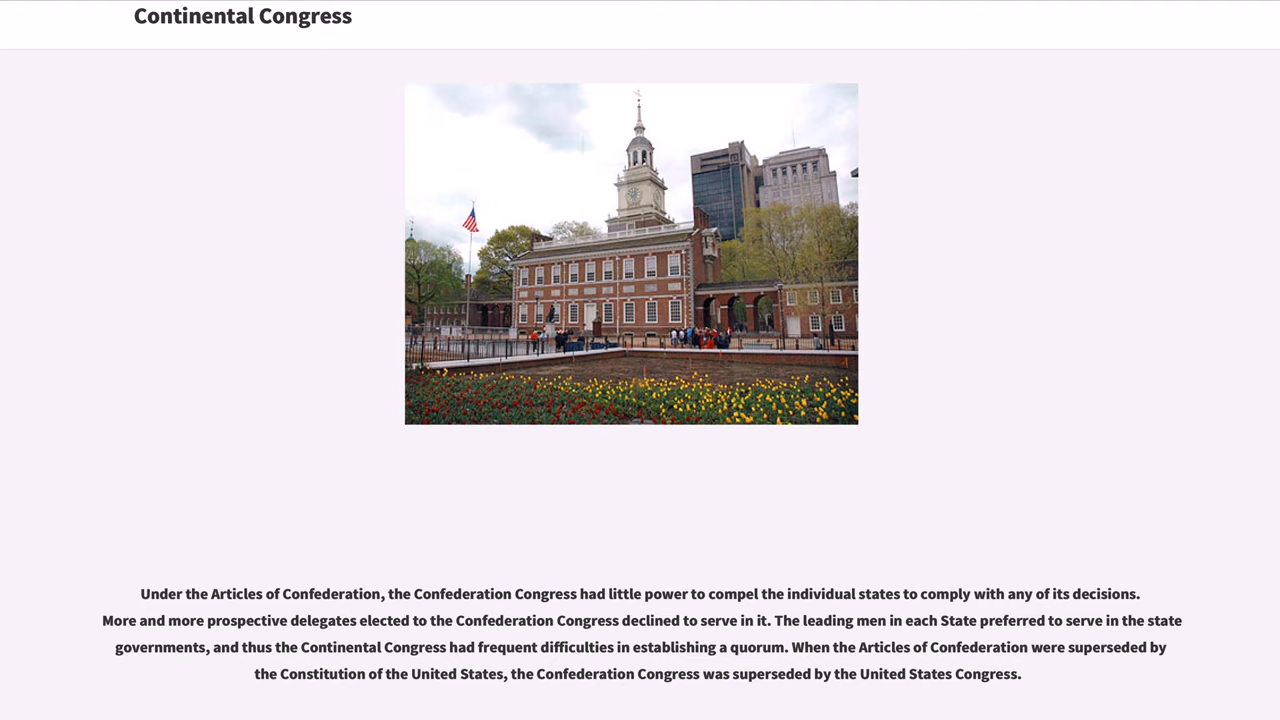 Continental Congress
Under the Articles of Confederation, the Confederation Congress had little power to compel the individual states to comply with any of its decisions.
More and more prospective delegates elected to the Confederation Congress declined to serve in it. The leading men in each State preferred to serve in the state
governments, and thus the Continental Congress had frequent difficulties in establishing a quorum. When the Articles of Confederation were superseded by
the Constitution of the United States, the Confederation Congress was superseded by the United States Congress.